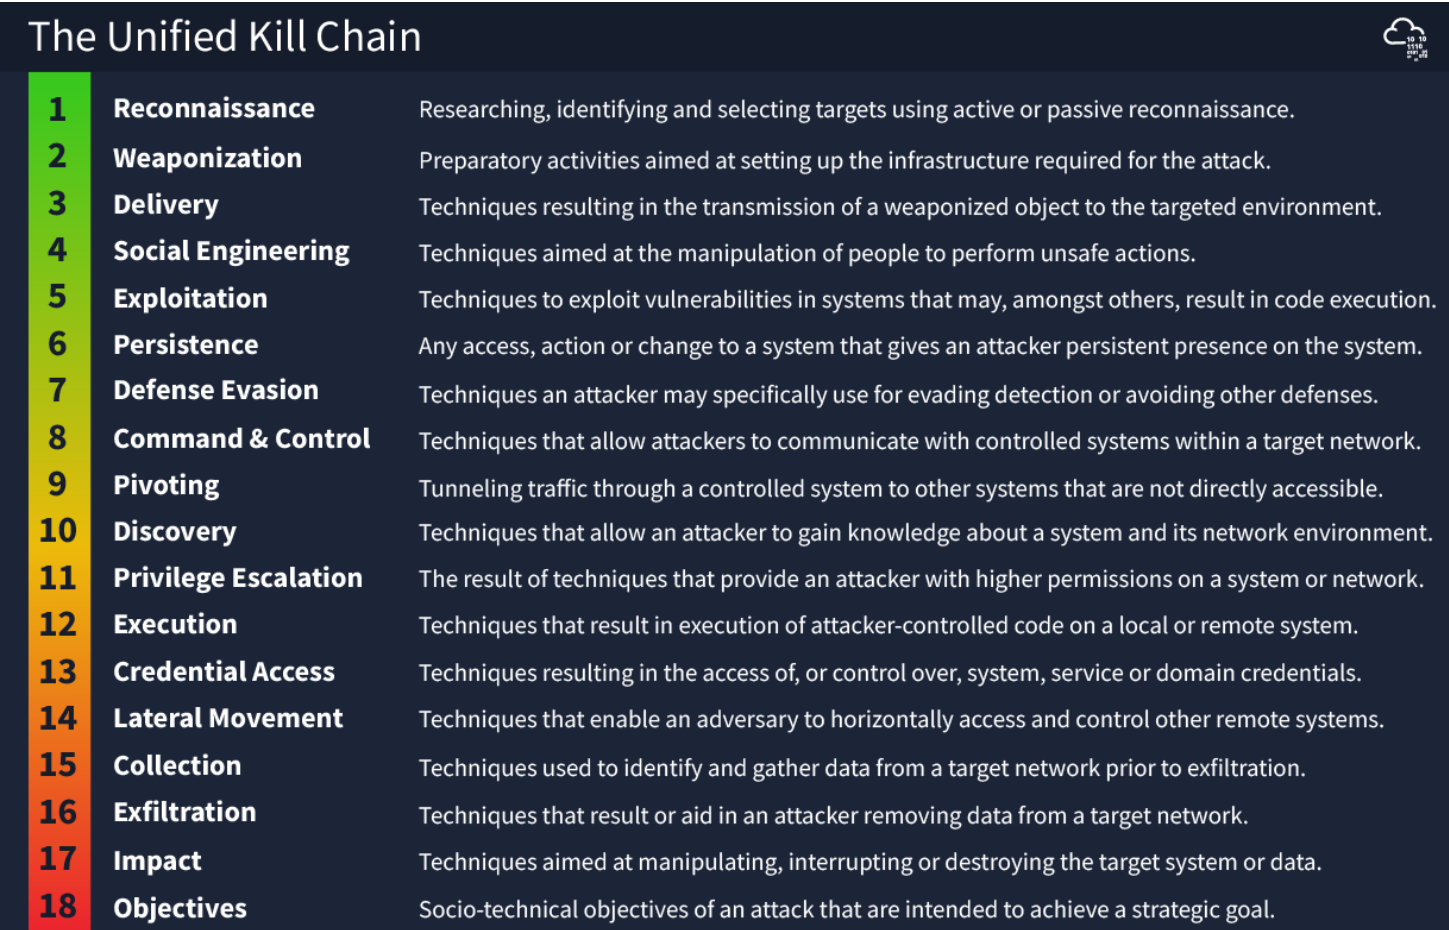 The Unified Kill Chain
1 Reconnaissance Researching, identifying and selecting targets using active or passive reconnaissance.
2 Weaponization Preparatory activities aimed at setting up the infrastructure required for the attack.
3 Delivery Techniques resulting in the transmission of a weaponized object to the targeted environment.
4 Social Engineering Techniques aimed at the manipulation of people to perform unsafe actions.
5 Exploitation Techniques to exploit vulnerabilities in systems that may, amongst others, result in code execution.
6 Persistence Any access, action or change to a system that gives an attacker persistent presence on the system.
7 Defense Evasion Techniques an attacker may specifically use for evading detection or avoiding other defenses.
8 Command & Control Techniques that allow attackers to communicate with controlled systems within a target network.
9 Pivoting Tunneling traffic through a controlled system to other systems that are not directly accessible.
10 Discovery Techniques that allow an attacker to gain knowledge about a system and its network environment.
11 Privilege Escalation The result of techniques that provide an attacker with higher permissions on a system or network.
12 Execution Techniques that result in execution of attacker-controlled code on a local or remote system.
13 Credential Access Techniques resulting in the access of, or control over, system, service or domain credentials.
14 Lateral Movement Techniques that enable an adversary to horizontally access and control other remote systems.
15 Collection Techniques used to identify and gather data from a target network prior to exfiltration.
16 Exfiltration Techniques that result or aid in an attacker removing data from a target network.
17 Impact Techniques aimed at manipulating, interrupting or destroying the target system or data.
18 Objectives Socio-technical objectives of an attack that are intended to achieve a strategic goal.